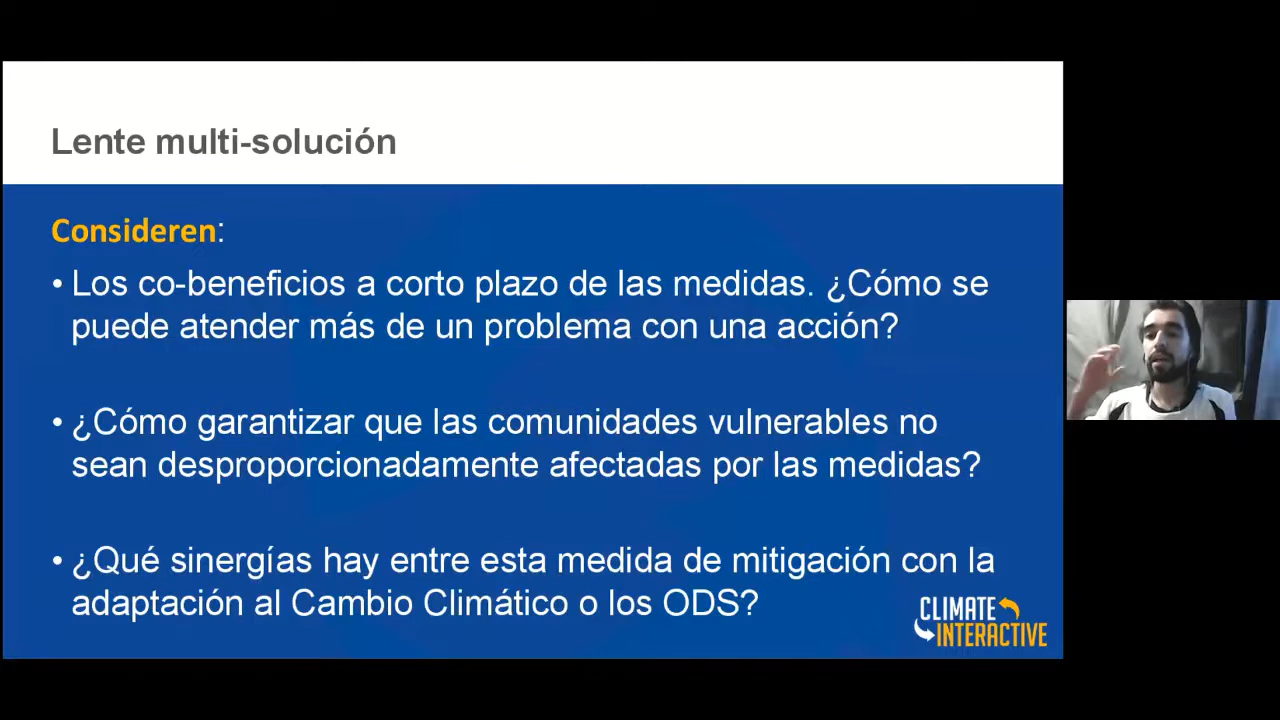 Lente multi-solución
Consideren:
• Los co-beneficios a corto plazo de las medidas. ¿Cómo se
puede atender más de un problema con una acción?
• ¿Cómo garantizar que las comunidades vulnerables no
sean desproporcionadamente afectadas por las medidas?
• ¿Qué sinergías hay entre esta medida de mitigación con la
adaptación al Cambio Climático o los ODS?
CLIMATE
INTERACTIVE